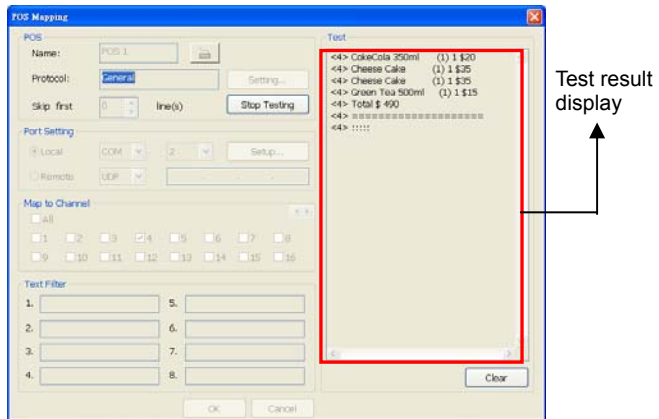 POS Mapping
POS
Name: POS 1
Protocol: General Setting...
Skip first 0 line(s) Stop Testing
Port Setting
Local COM 2 Setup...
Remote UDP
Map to Channel
All
1 2 3 4 5 6 7 8
9 10 11 12 13 14 15 16
Text Filter
1. 5.
2. 6.
3. 7.
4. 8.
OK Cancel
Test
<4> CokeCola 350ml (1) 1 $20
<4> Cheese Cake (1) 1 $35
<4> Cheese Cake (1) 1 $35
<4> Green Tea 500ml (1) 1 $15
<4> Total $ 490
<4> =====================
<4> :::::
Clear
Test result
display